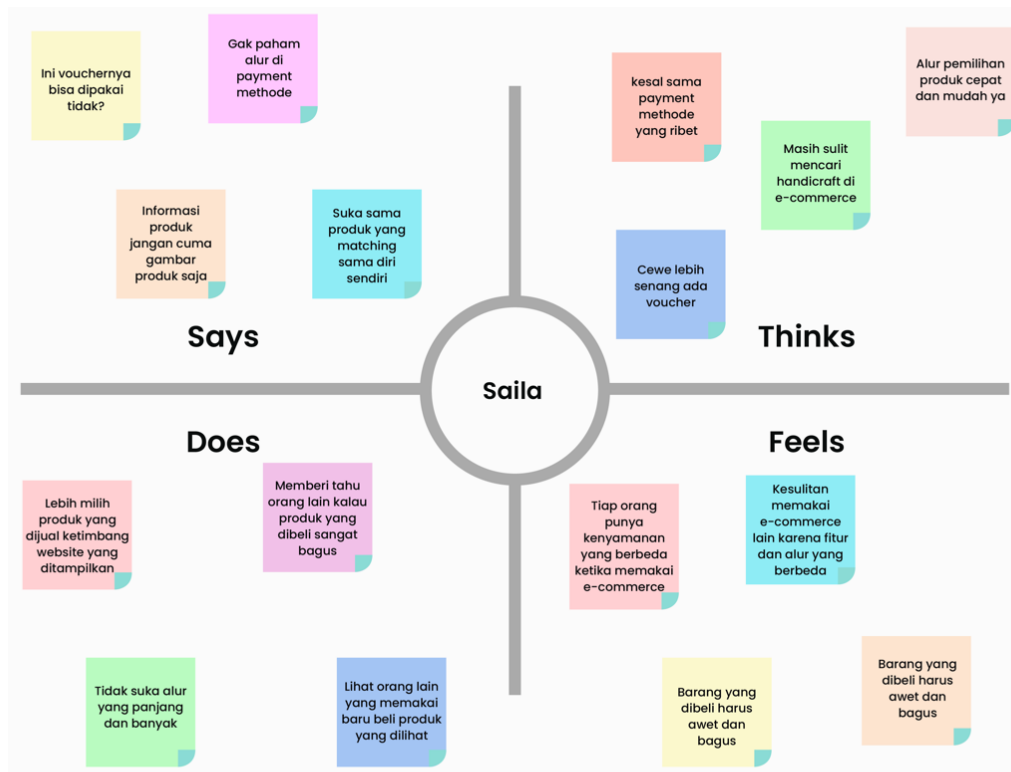 Ini vouchernya
bisa dipakai
tidak?
Gak paham
alur di
payment
methode
Informasi
produk
jangan cuma
gambar
produk saja
Suka sama
produk yang
matching
sama diri
sendiri
Says
kesal sama
payment
methode
yang ribet
Alur pemilihan
produk cepat
dan mudah ya
Masih sulit
mencari
handicraft di
e-commerce
Cewe lebih
senang ada
voucher
Thinks
Saila
Does
Lebih milih
produk yang
dijual ketimbang
website yang
ditampilkan
Memberi tahu
orang lain kalau
produk yang
dibeli sangat
bagus
Tidak suka alur
yang panjang
dan banyak
Lihat orang lain
yang memakai
baru beli produk
yang dilihat
Feels
Tiap orang
punya
kenyamanan
yang berbeda
ketika memakai
e-commerce
Kesulitan
memakai
e-commerce
lain karena fitur
dan alur yang
berbeda
Barang yang
dibeli harus
awet dan
bagus
Barang yang
dibeli harus
awet dan
bagus